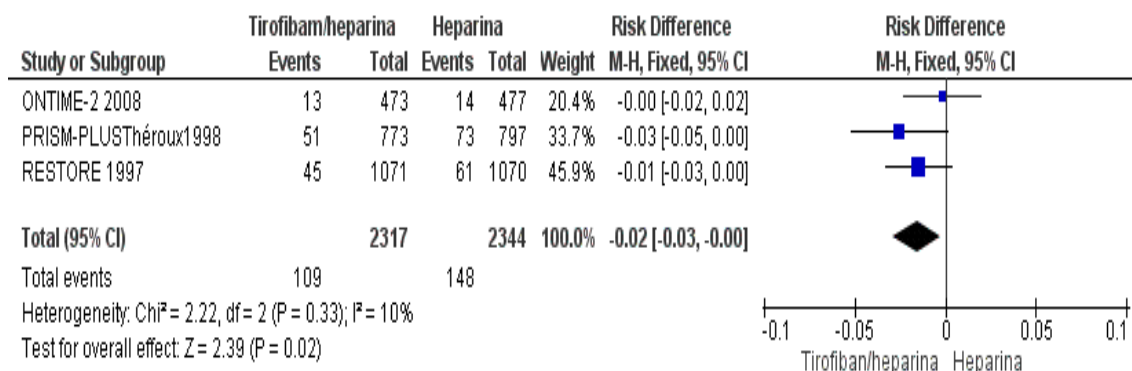 Tirofibam/heparina Heparina Risk Difference Risk Difference
Study or Subgroup Events Total Events Total Weight M-H, Fixed, 95% CI M-H, Fixed, 95% CI
ONTIME-2 2008 13 473 14 477 20.4% -0.00 [-0.02, 0.02]
PRISM-PLUSThéroux1998 51 773 73 797 33.7% -0.03 [-0.05, 0.00]
RESTORE 1997 45 1071 61 1070 45.9% -0.01 [-0.03, 0.00]
Total (95% CI) 2317 2344 100.0% -0.02 [-0.03, -0.00]
Total events 109 148
Heterogeneity: Chi² = 2.22, df = 2 (P = 0.33); I² = 10%
Test for overall effect: Z = 2.39 (P = 0.02)
-0.1 -0.05 0 0.05 0.1
Tirofiban/heparina Heparina